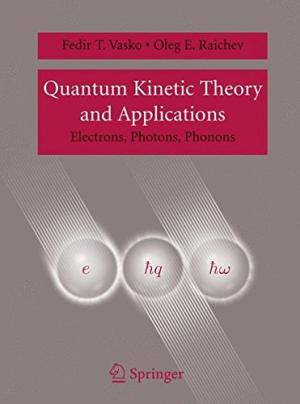 Fedir T. Vasko • Oleg E. Raichev
Quantum Kinetic Theory
and Applications
Electrons, Photons, Phonons
e ħq ħω
Springer